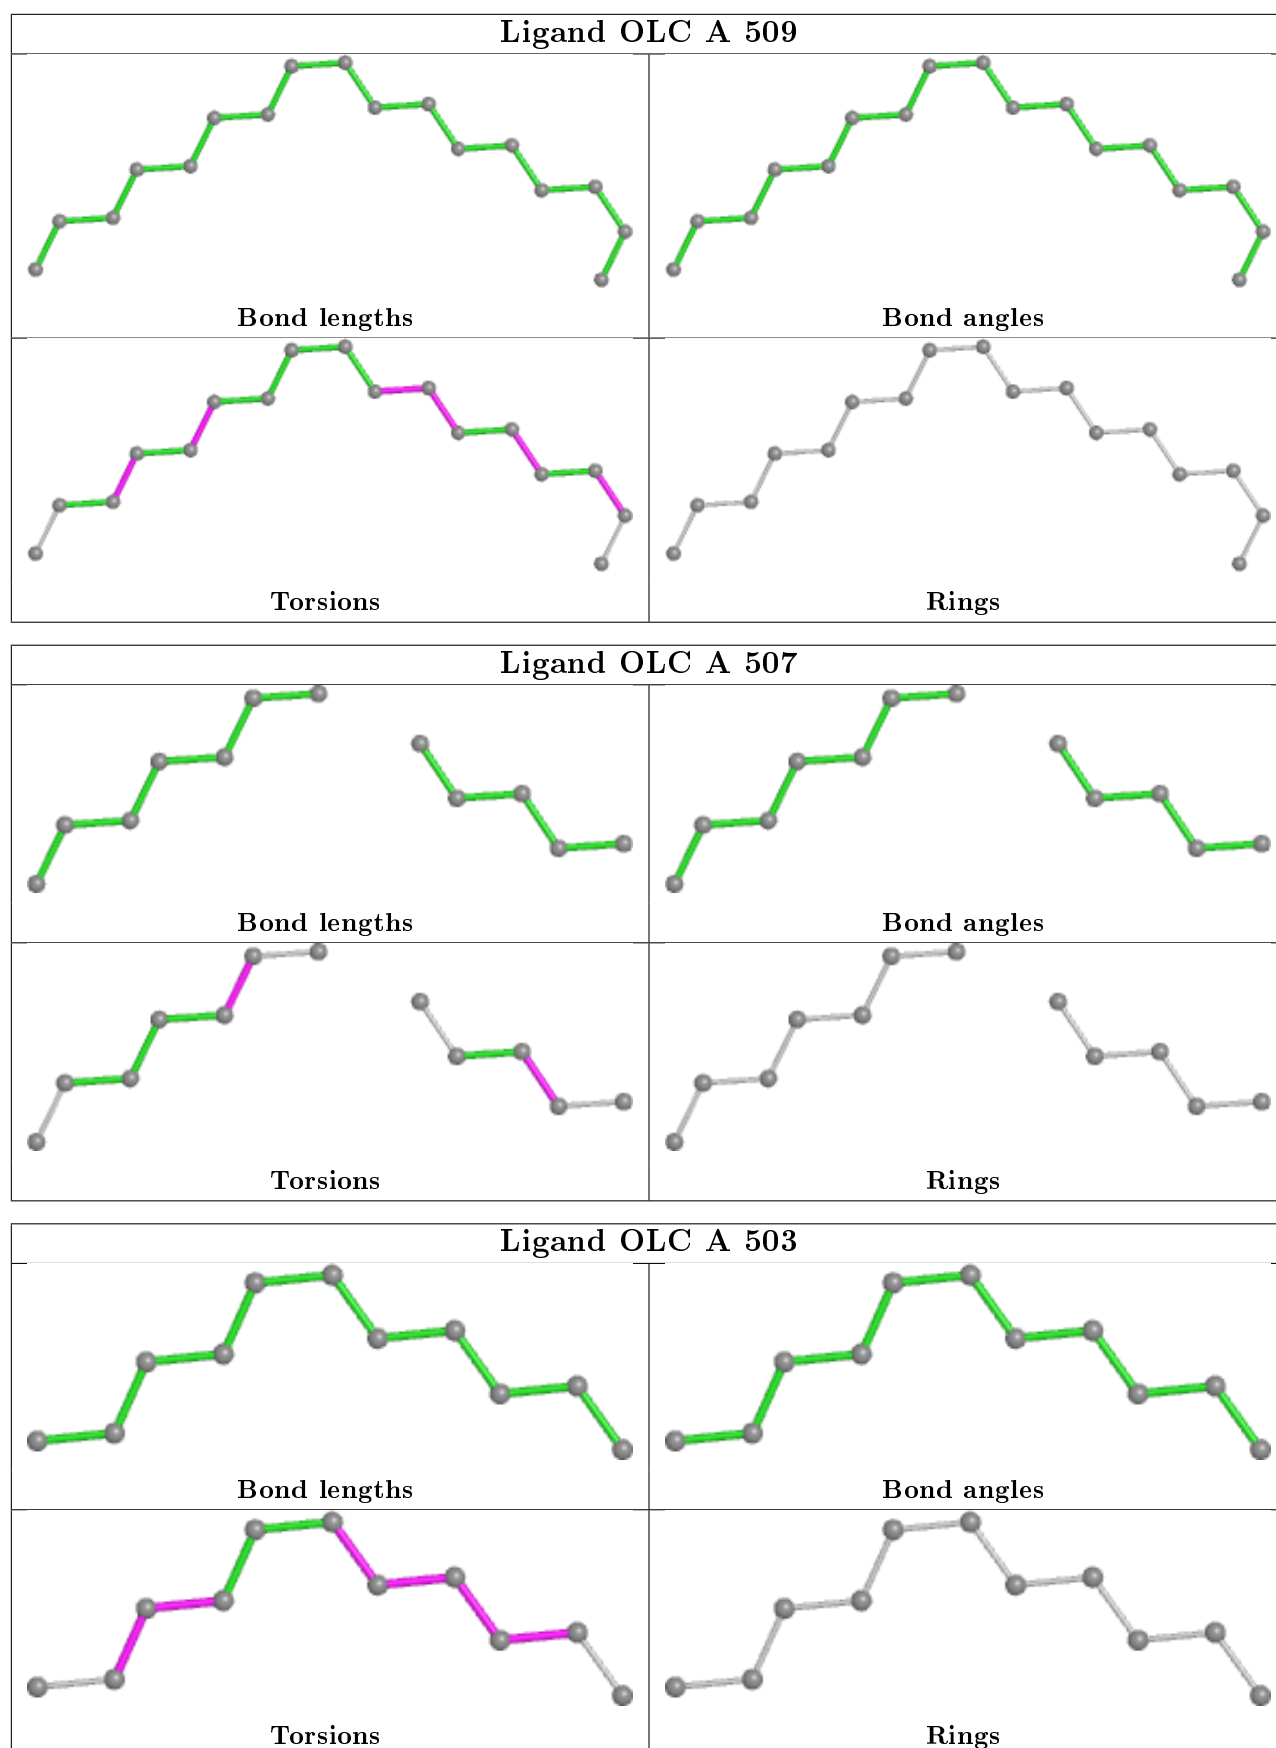 Ligand OLC A 509
Bond lengths
Bond angles
Torsions
Rings
Ligand OLC A 507
Bond lengths
Bond angles
Torsions
Rings
Ligand OLC A 503
Bond lengths
Bond angles
Torsions
Rings